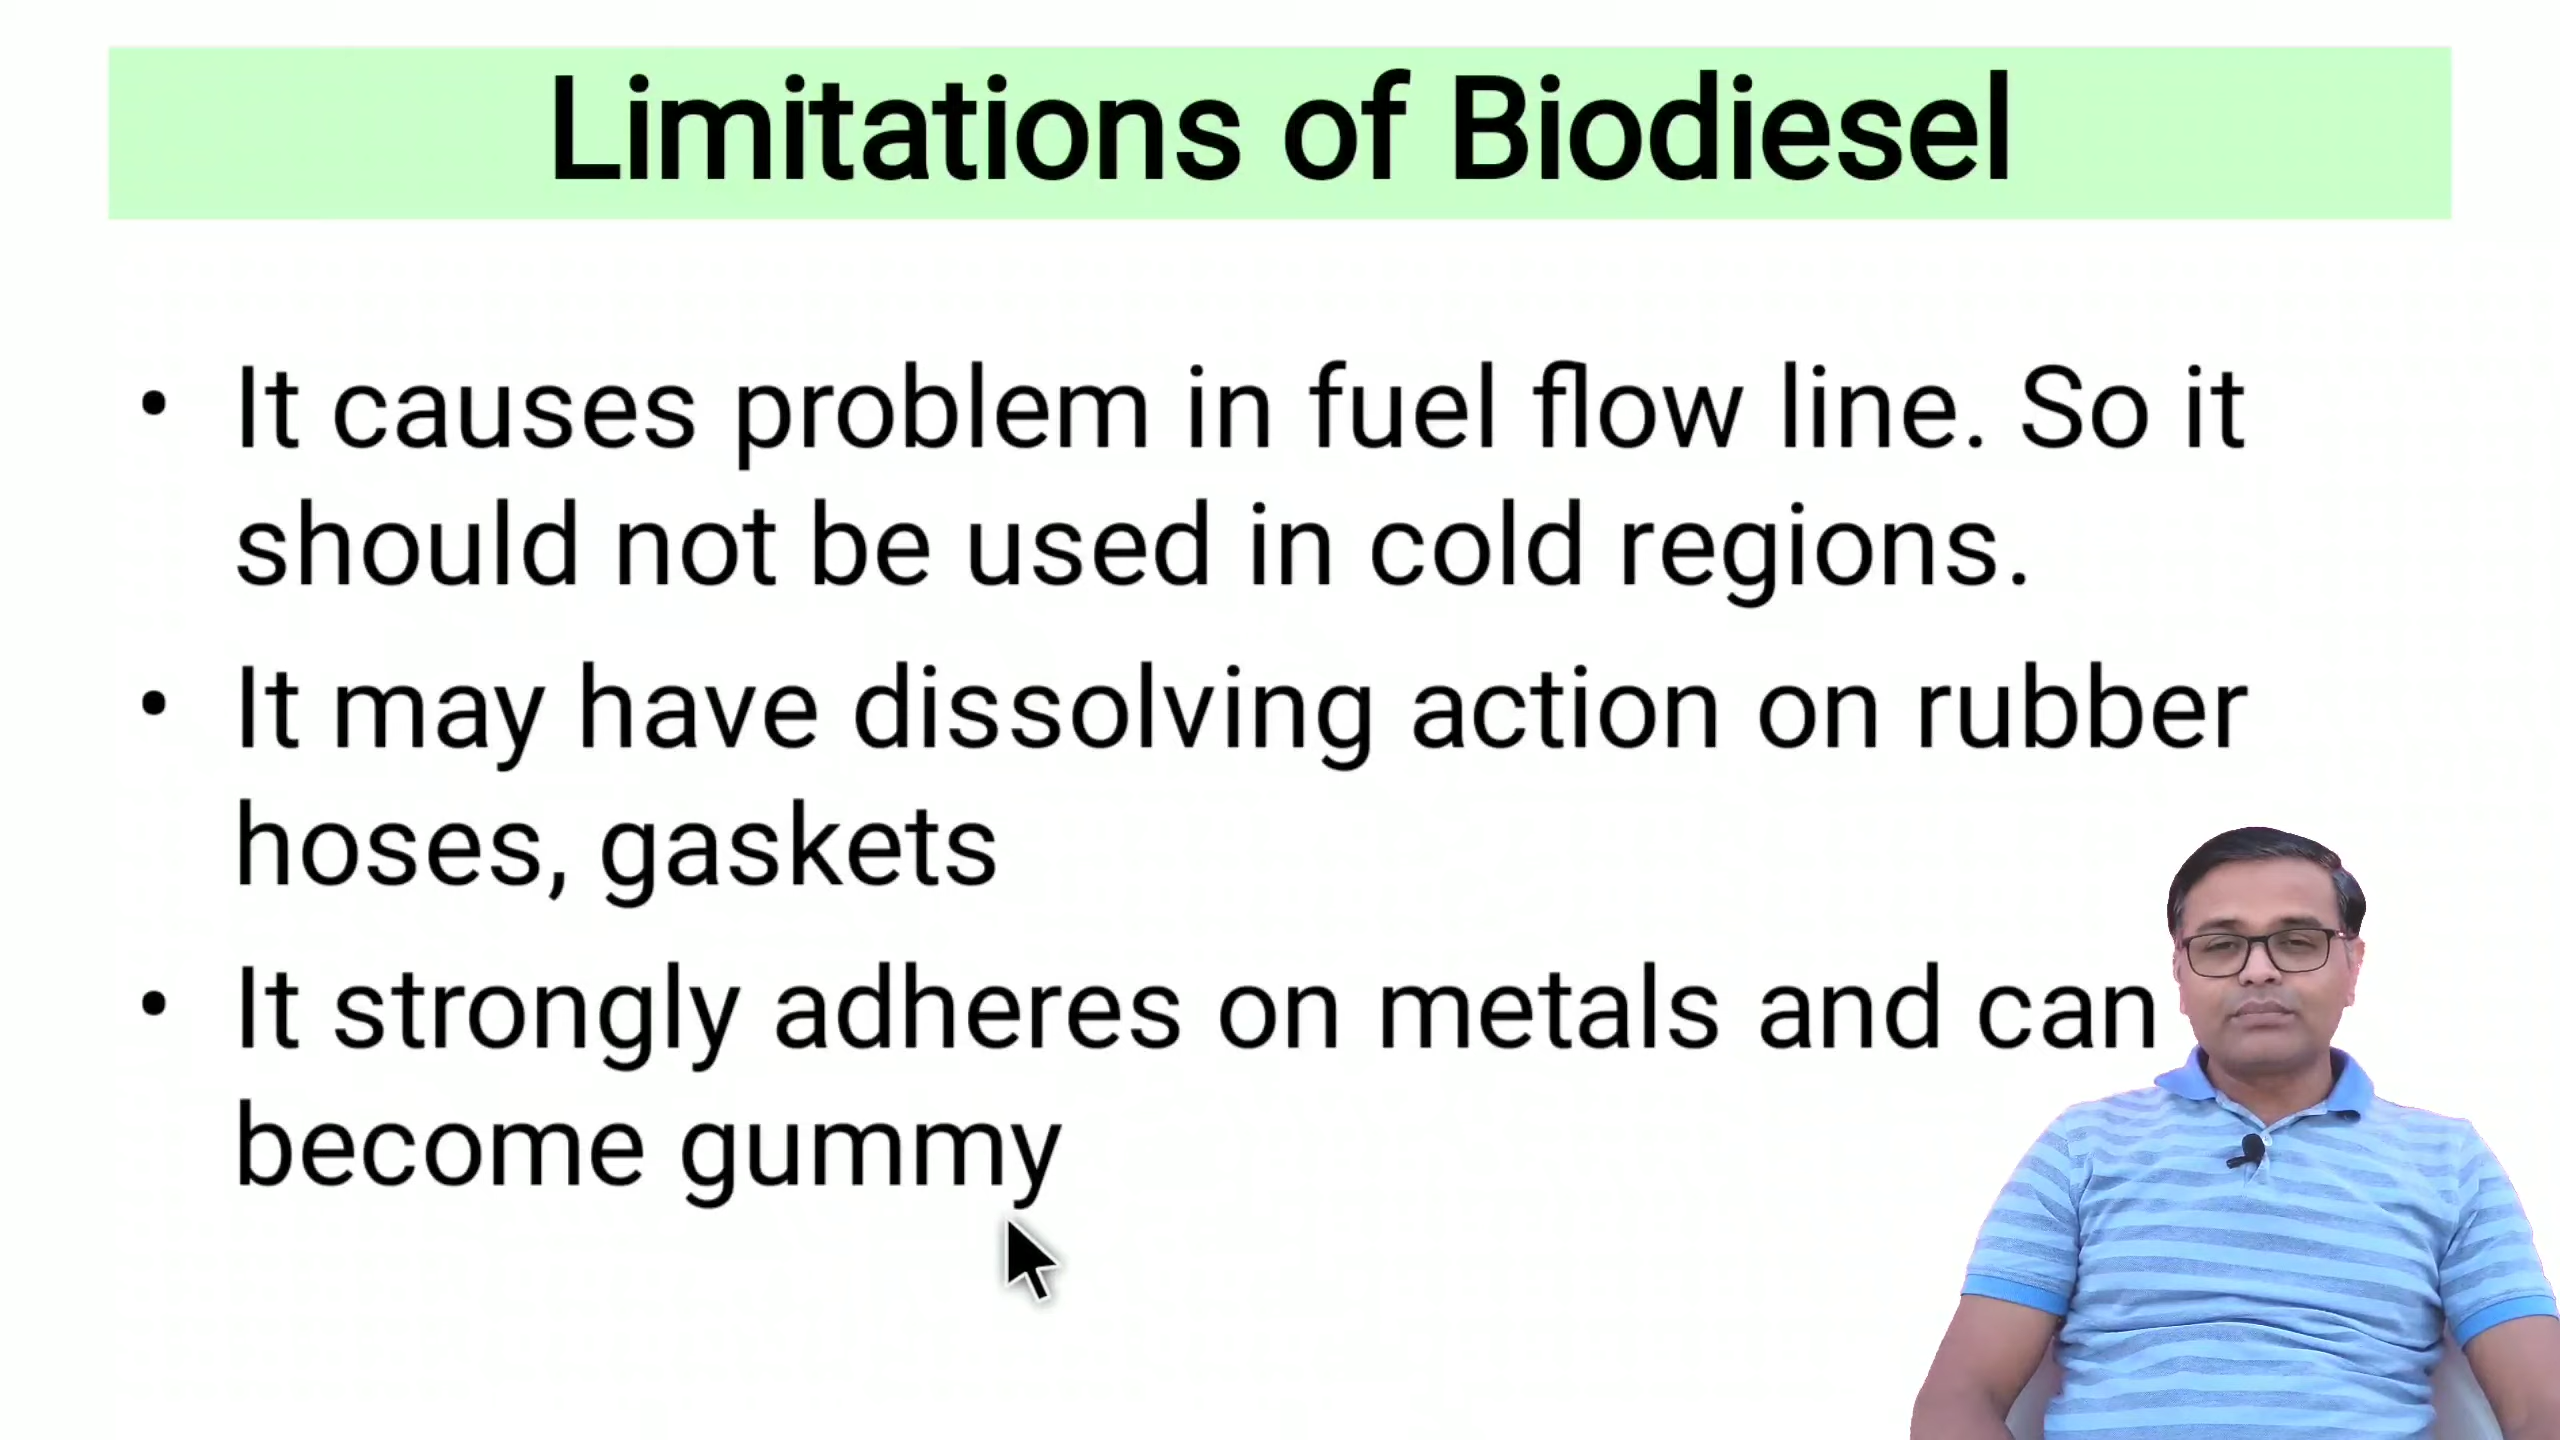 Limitations of Biodiesel
• It causes problem in fuel flow line. So it
should not be used in cold regions.
• It may have dissolving action on rubber
hoses, gaskets
• It strongly adheres on metals and can
become gummy